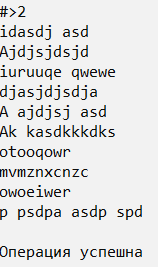 #>2
idasdj asd
Ajdjsjdsjd
iuruuqe qwewe
djasjdjsdja
A ajdjsj asd
Ak kasdkkkdks
otooqowr
mvmznxcnzc
owoeiwer
p psdpa asdp spd

Операция успешна